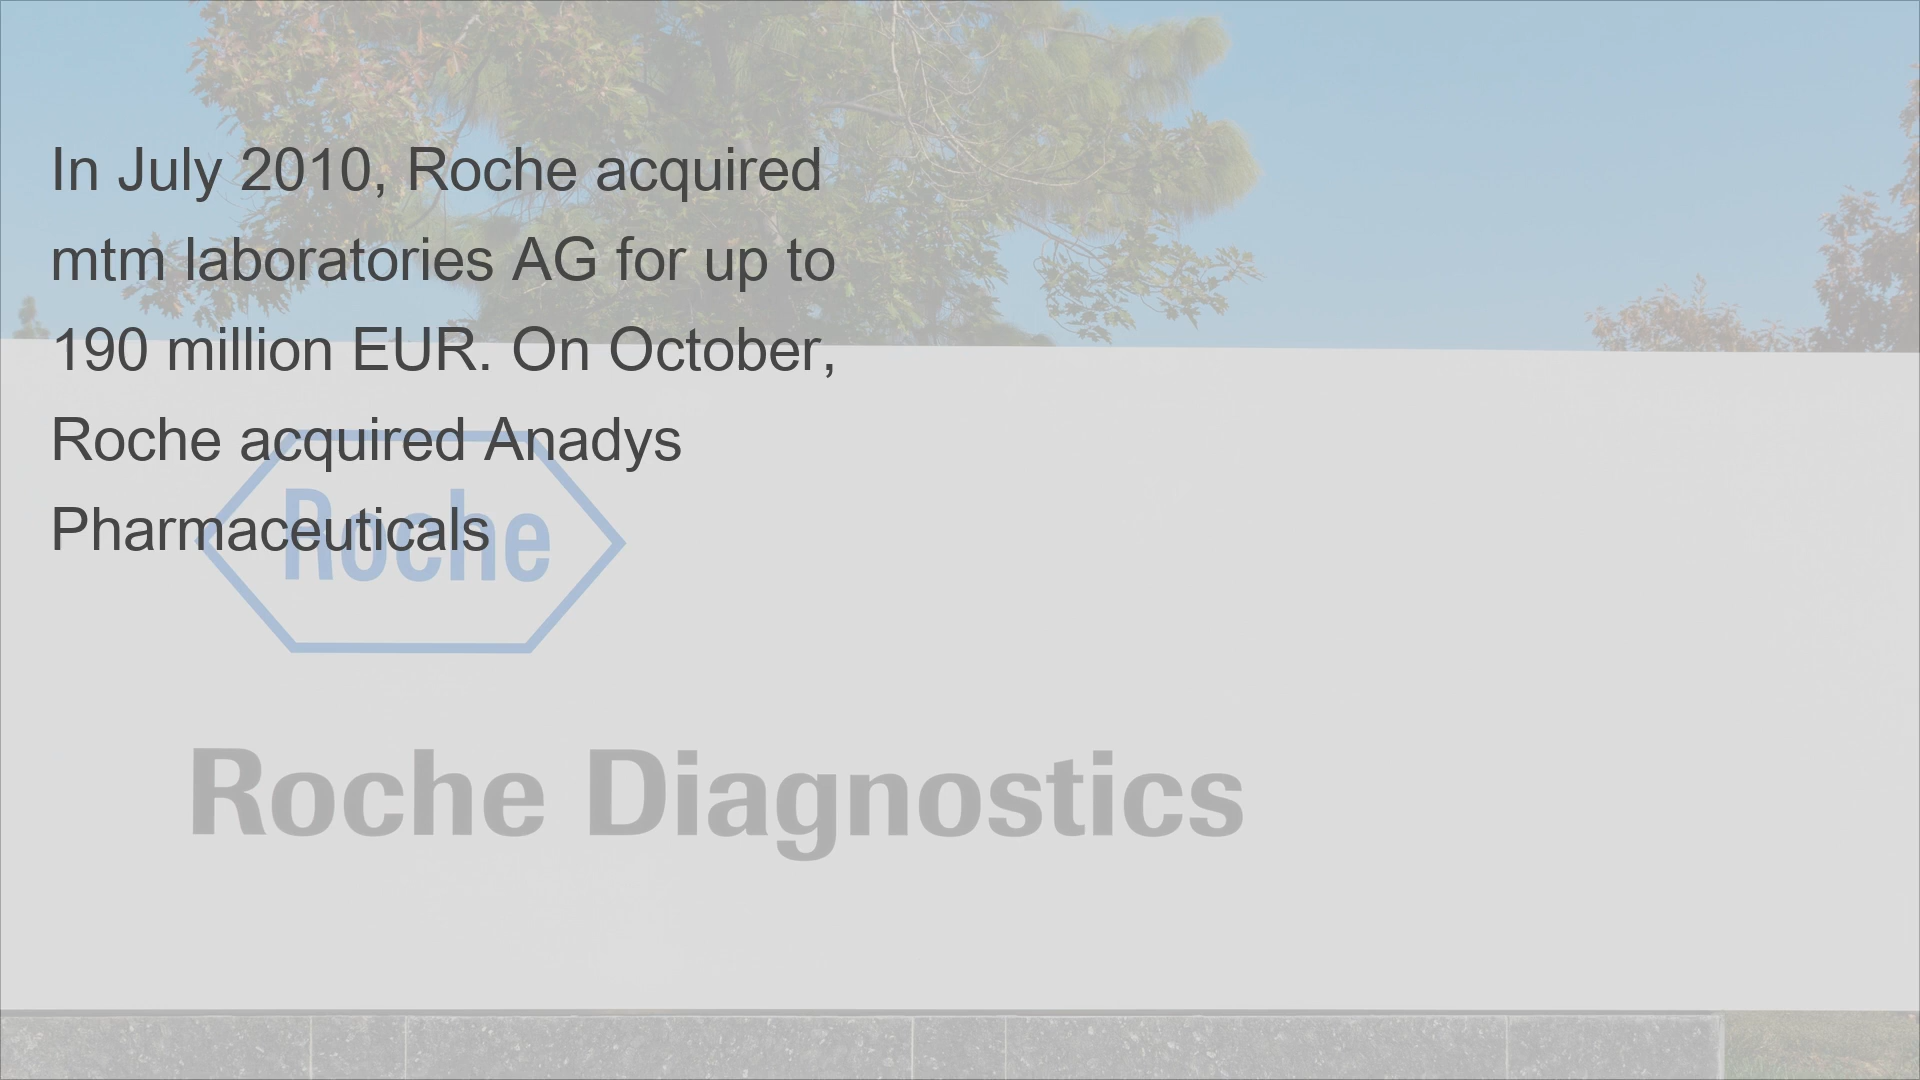 In July 2010, Roche acquired
mtm laboratories AG for up to
190 million EUR. On October,
Roche acquired Anadys
Pharmaceuticals
Roche
Roche Diagnostics